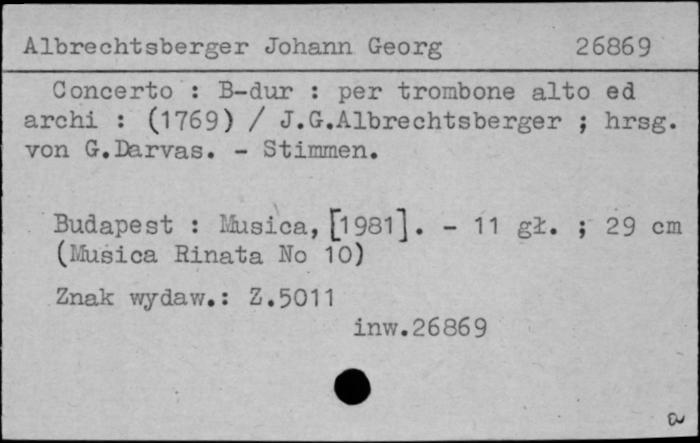 Albrechtsberger Johann Georg 26869
Concerto : B-dur : per trombone alto ed
archi : (1769) / J.G.Albrechtsberger ; hrsg.
von G.Darvas. - Stimmen.
Budapest : Musica, [1981]. - 11 gł. ; 29 cm
(Musica Rinata No 10)
Znak wydaw.: Z.5011
inw.26869